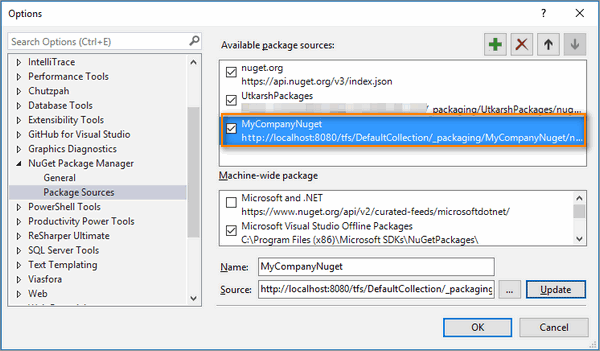 Options
?
Search Options (Ctrl+E)
IntelliTrace
Performance Tools
Chutzpah
Database Tools
Extensibility Tools
GitHub for Visual Studio
Graphics Diagnostics
NuGet Package Manager
General
Package Sources
PowerShell Tools
Productivity Power Tools
ReSharper Ultimate
SQL Server Tools
Text Templating
Viasfora
Web
Available package sources:
nuget.org
https://api.nuget.org/v3/index.json
UtkarshPackages
/_packaging/UtkarshPackages/nug...
MyCompanyNuget
http://localhost:8080/tfs/DefaultCollection/_packaging/MyCompanyNuget/n...
Machine-wide package
Microsoft and .NET
https://www.nuget.org/api/v2/curated-feeds/microsoftdotnet/
Microsoft Visual Studio Offline Packages
C:\Program Files (x86)\Microsoft SDKs\NuGetPackages\
Name: MyCompanyNuget
Source: http://localhost:8080/tfs/DefaultCollection/_packaging
... Update
OK Cancel